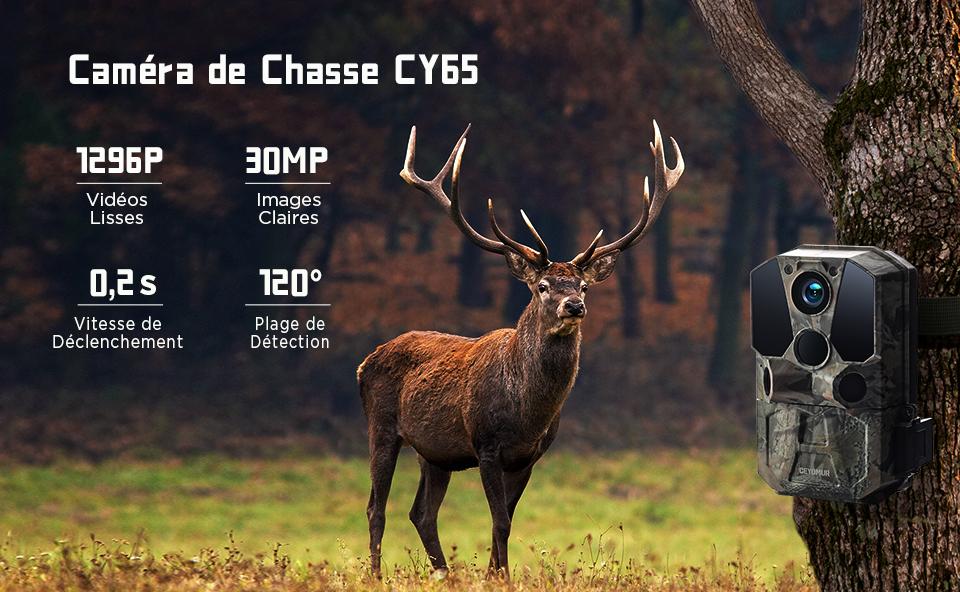 Caméra de Chasse CY65
1296P
Vidéos
Lisses
30MP
Images
Claires
0,2 s
Vitesse de
Déclenchement
120°
Plage de
Détection
CEYOMUR